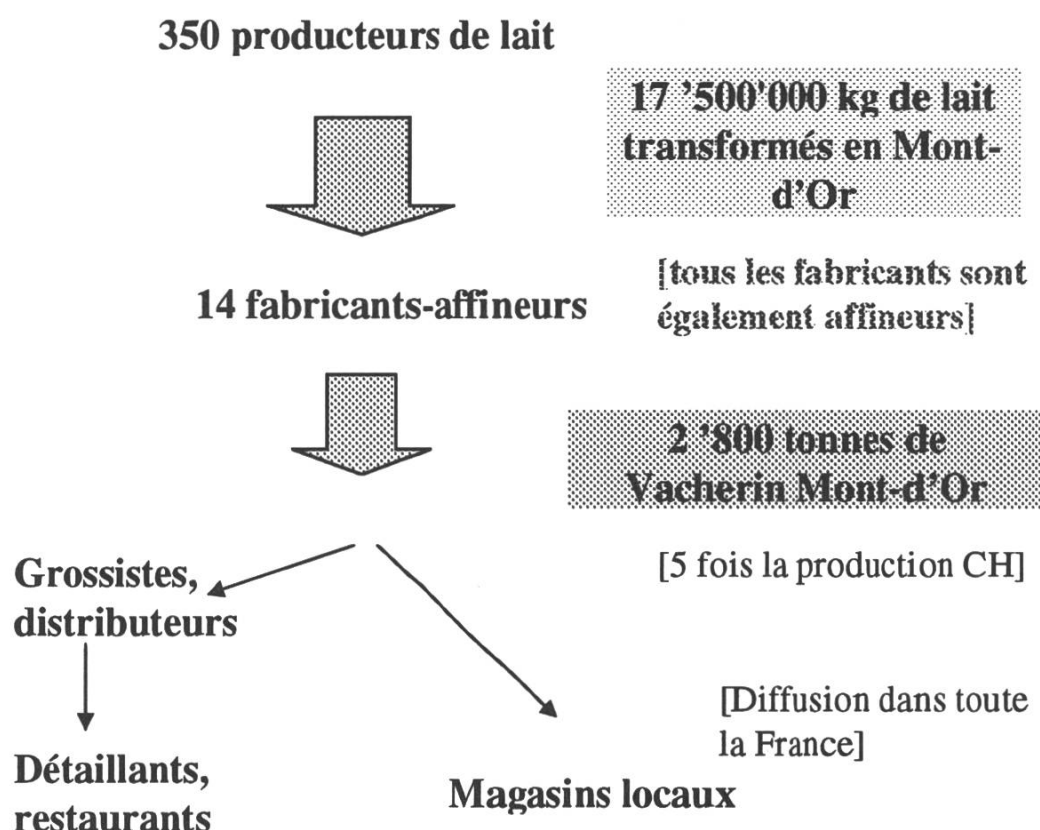 350 producteurs de lait
17 '500'000 kg de lait
transformés en Mont-
d'Or
[tous les fabricants sont
également affineurs]
14 fabricants-affineurs
2 '800 tonnes de
Vacherin Mont-d'Or
[5 fois la production CH]
Grossistes,
distributeurs
[Diffusion dans toute
la France]
Détaillants,
restaurants
Magasins locaux